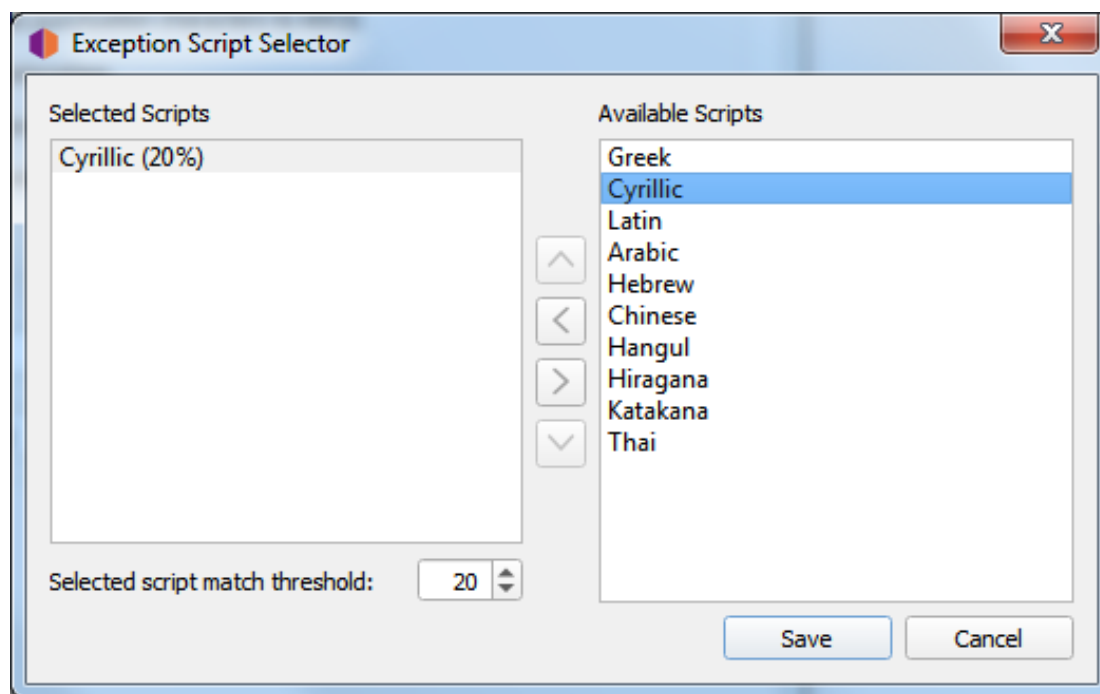 Exception Script Selector
Selected Scripts
Cyrillic (20%)
Selected script match threshold:
20
Available Scripts
Greek
Cyrillic
Latin
Arabic
Hebrew
Chinese
Hangul
Hiragana
Katakana
Thai
Save
Cancel